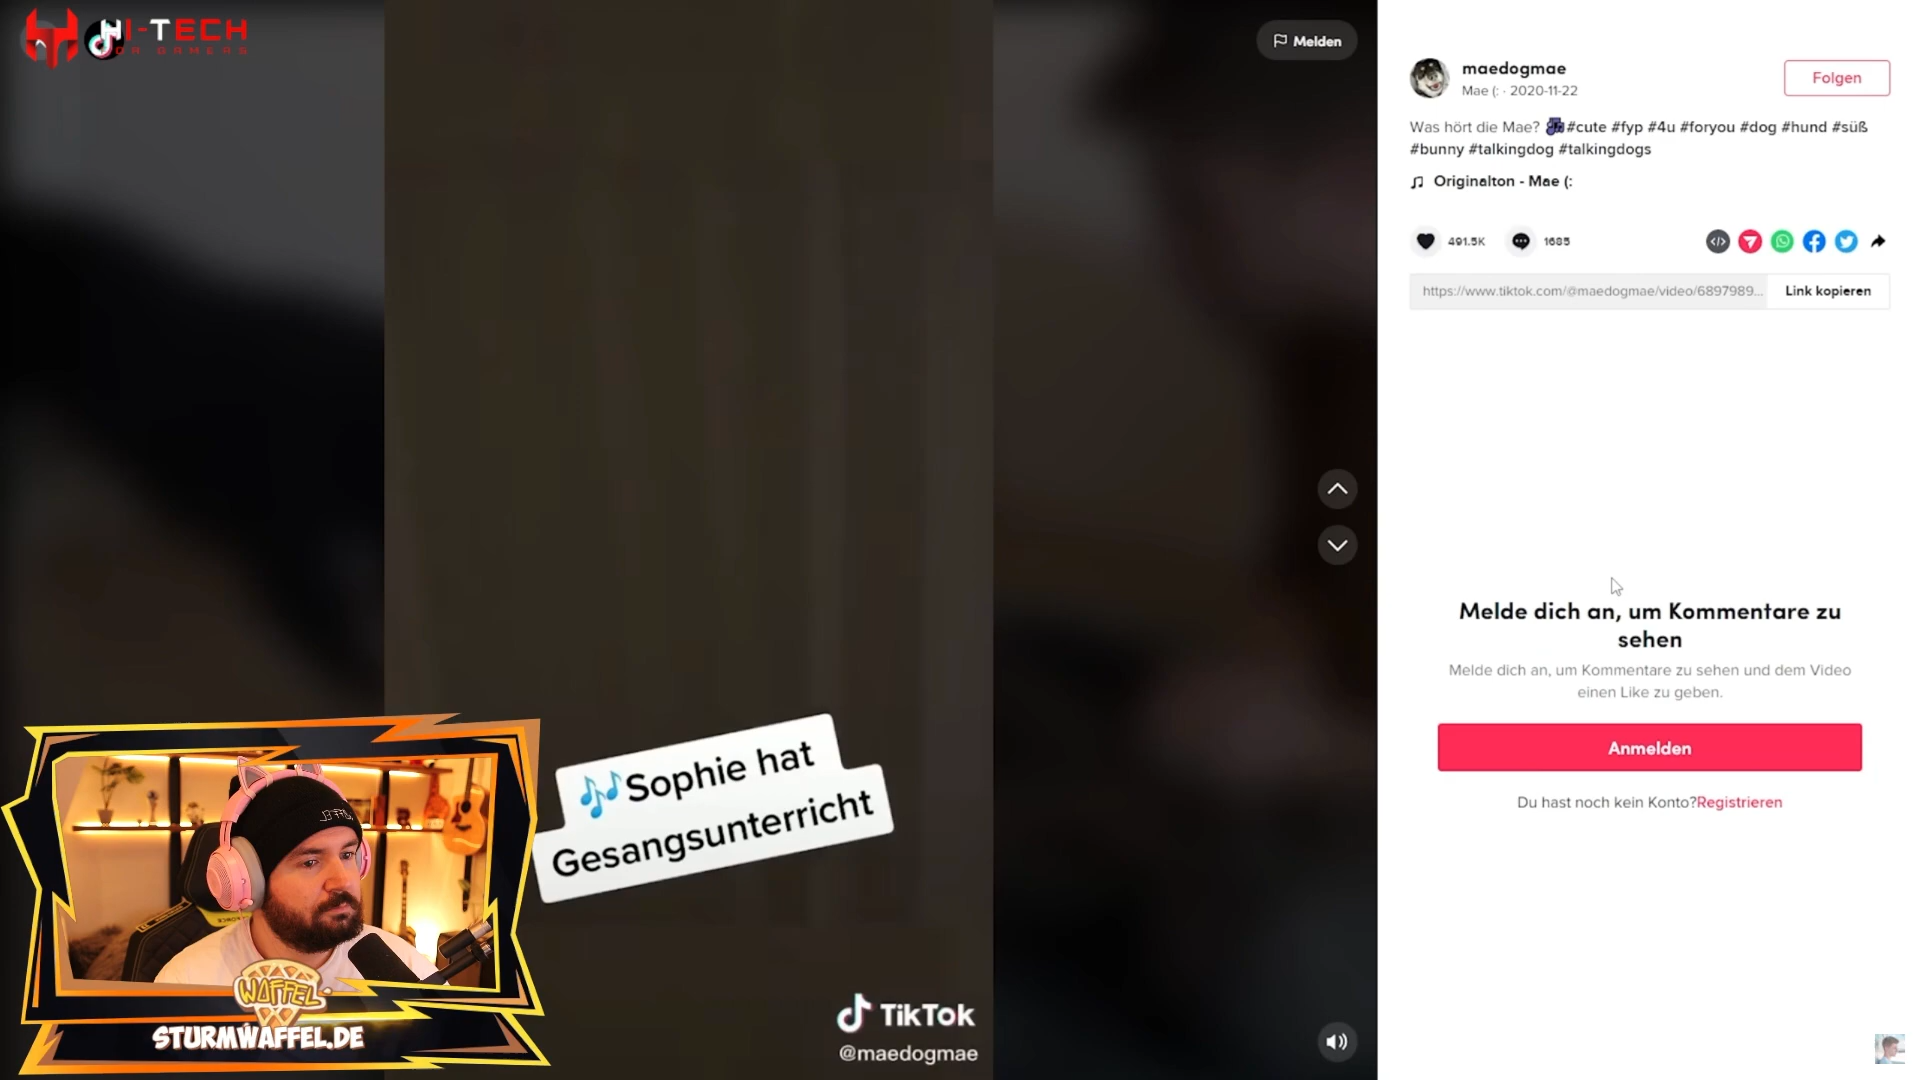 HI-TECH
FOR GAMERS
Melden
maedogmae
Mae (: · 2020-11-22
Folgen
Was hört die Mae? #cute #fyp #4u #foryou #dog #hund #süß
#bunny #talkingdog #talkingdogs
Originalton - Mae (:
491.5K
1685
https://www.tiktok.com/@maedogmae/video/6897989...
Link kopieren
Melde dich an, um Kommentare zu
sehen
Melde dich an, um Kommentare zu sehen und dem Video
einen Like zu geben.
Anmelden
Du hast noch kein Konto?Registrieren
🎶Sophie hat
Gesangsunterricht
TikTok
@maedogmae
WAFFEL
STURMWAFFEL.DE